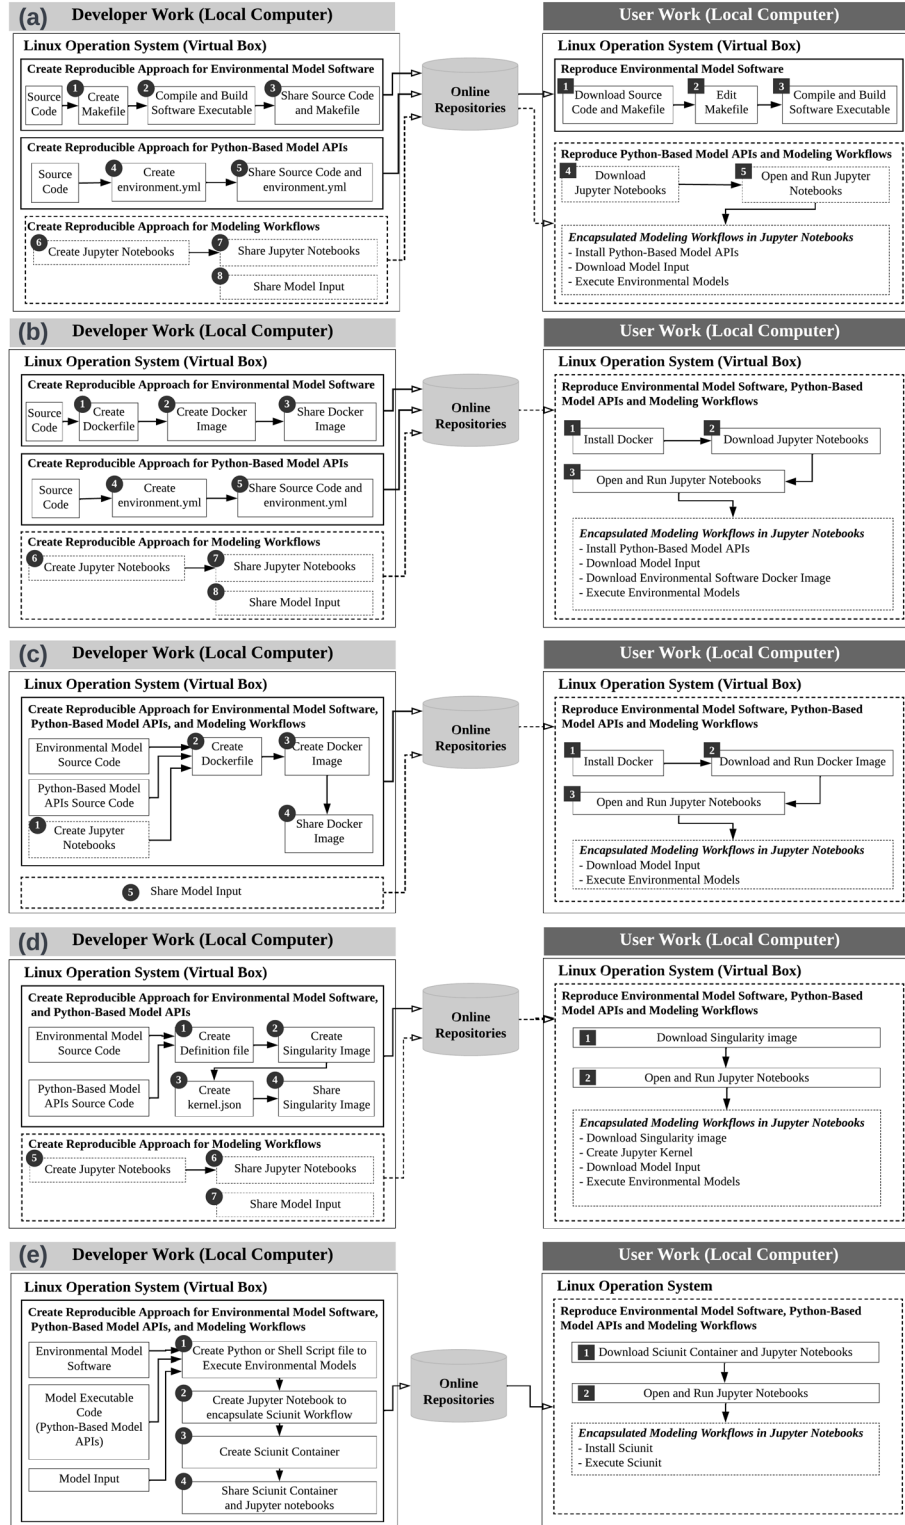 (a)
Developer Work (Local Computer)
User Work (Local Computer)
Linux Operation System (Virtual Box)
Create Reproducible Approach for Environmental Model Software
Source
Code
1
Create
Makefile
2
Compile and Build
Software Executable
3
Share Source Code
and Makefile
Create Reproducible Approach for Python-Based Model APIs
Source
Code
4
Create
environment.yml
5
Share Source Code and
environment.yml
Create Reproducible Approach for Modeling Workflows
6
Create Jupyter Notebooks
7
Share Jupyter Notebooks
8
Share Model Input
Online
Repositories
Linux Operation System (Virtual Box)
Reproduce Environmental Model Software
1
Download Source
Code and Makefile
2
Edit
Makefile
3
Compile and Build
Software Executable
Reproduce Python-Based Model APIs and Modeling Workflows
4
Download
Jupyter Notebooks
5
Open and Run Jupyter
Notebooks
Encapsulated Modeling Workflows in Jupyter Notebooks
- Install Python-Based Model APIs
- Download Model Input
- Execute Environmental Models
(b)
Developer Work (Local Computer)
User Work (Local Computer)
Linux Operation System (Virtual Box)
Create Reproducible Approach for Environmental Model Software
Source
Code
1
Create
Dockerfile
2
Create Docker
Image
3
Share Docker
Image
Create Reproducible Approach for Python-Based Model APIs
Source
Code
4
Create
environment.yml
5
Share Source Code and
environment.yml
Create Reproducible Approach for Modeling Workflows
6
Create Jupyter Notebooks
7
Share Jupyter Notebooks
8
Share Model Input
Online
Repositories
Linux Operation System (Virtual Box)
Reproduce Environmental Model Software, Python-Based
Model APIs and Modeling Workflows
1
Install Docker
2
Download Jupyter Notebooks
3
Open and Run Jupyter Notebooks
Encapsulated Modeling Workflows in Jupyter Notebooks
- Install Python-Based Model APIs
- Download Model Input
- Download Environmental Software Docker Image
- Execute Environmental Models
(c)
Developer Work (Local Computer)
User Work (Local Computer)
Linux Operation System (Virtual Box)
Create Reproducible Approach for Environmental Model Software,
Python-Based Model APIs, and Modeling Workflows
Environmental Model
Source Code
Python-Based Model
APIs Source Code
1
Create Jupyter
Notebooks
2
Create
Dockerfile
3
Create Docker
Image
4
Share Docker
Image
5
Share Model Input
Online
Repositories
Linux Operation System (Virtual Box)
Reproduce Environmental Model Software, Python-Based
Model APIs and Modeling Workflows
1
Install Docker
2
Download and Run Docker Image
3
Open and Run Jupyter Notebooks
Encapsulated Modeling Workflows in Jupyter Notebooks
- Download Model Input
- Execute Environmental Models
(d)
Developer Work (Local Computer)
User Work (Local Computer)
Linux Operation System (Virtual Box)
Create Reproducible Approach for Environmental Model Software,
and Python-Based Model APIs
Environmental Model
Source Code
Python-Based Model
APIs Source Code
1
Create
Definition file
2
Create
Singularity Image
3
Create
kernel.json
4
Share
Singularity Image
Create Reproducible Approach for Modeling Workflows
5
Create Jupyter Notebooks
6
Share Jupyter Notebooks
7
Share Model Input
Online
Repositories
Linux Operation System (Virtual Box)
Reproduce Environmental Model Software, Python-Based
Model APIs and Modeling Workflows
1
Download Singularity image
2
Open and Run Jupyter Notebooks
Encapsulated Modeling Workflows in Jupyter Notebooks
- Download Singularity image
- Create Jupyter Kernel
- Download Model Input
- Execute Environmental Models
(e)
Developer Work (Local Computer)
User Work (Local Computer)
Linux Operation System (Virtual Box)
Create Reproducible Approach for Environmental Model Software,
Python-Based Model APIs, and Modeling Workflows
Environmental Model
Software
Model Executable
Code
(Python-Based Model
APIs)
Model Input
1
Create Python or Shell Script file to
Execute Environmental Models
2
Create Jupyter Notebook to
encapsulate Sciunit Workflow
3
Create Sciunit Container
4
Share Sciunit Container
and Jupyter notebooks
Online
Repositories
Linux Operation System
Reproduce Environmental Model Software, Python-Based
Model APIs and Modeling Workflows
1
Download Sciunit Container and Jupyter Notebooks
2
Open and Run Jupyter Notebooks
Encapsulated Modeling Workflows in Jupyter Notebooks
- Install Sciunit
- Execute Sciunit